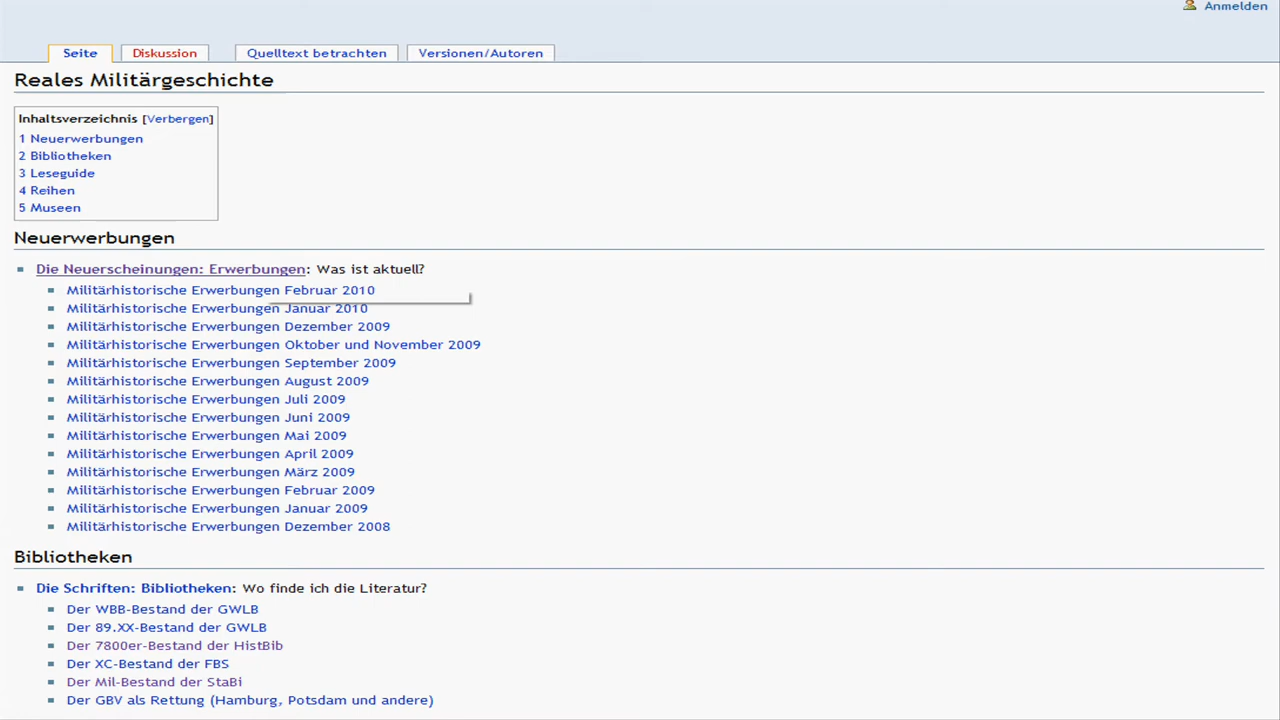 Anmelden
Seite Diskussion Quelltext betrachten Versionen/Autoren
Reales Militärgeschichte
Inhaltsverzeichnis [Verbergen]
1 Neuerwerbungen
2 Bibliotheken
3 Leseguide
4 Reihen
5 Museen
Neuerwerbungen
Die Neuerscheinungen: Erwerbungen: Was ist aktuell?
Militärhistorische Erwerbungen Februar 2010
Militärhistorische Erwerbungen Januar 2010
Militärhistorische Erwerbungen Dezember 2009
Militärhistorische Erwerbungen Oktober und November 2009
Militärhistorische Erwerbungen September 2009
Militärhistorische Erwerbungen August 2009
Militärhistorische Erwerbungen Juli 2009
Militärhistorische Erwerbungen Juni 2009
Militärhistorische Erwerbungen Mai 2009
Militärhistorische Erwerbungen April 2009
Militärhistorische Erwerbungen März 2009
Militärhistorische Erwerbungen Februar 2009
Militärhistorische Erwerbungen Januar 2009
Militärhistorische Erwerbungen Dezember 2008
Bibliotheken
Die Schriften: Bibliotheken: Wo finde ich die Literatur?
Der WBB-Bestand der GWLB
Der 89.XX-Bestand der GWLB
Der 7800er-Bestand der HistBib
Der XC-Bestand der FBS
Der Mil-Bestand der StaBi
Der GBV als Rettung (Hamburg, Potsdam und andere)